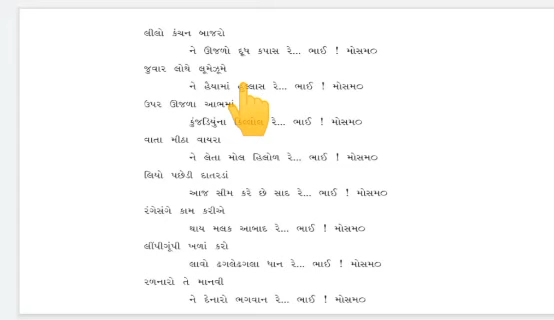 લીલો કંચન બાજરો
ને ઊજળો દૂધ કપાસ રે... ભાઈ ! મોસમ૦
જુવાર લોથે લૂમેઝૂમે
ને હૈયામાં હુલ્લાસ રે... ભાઈ ! મોસમ૦
ઉપર ઊજળા આભમાં
કુંજડિયુંના કિલ્લોલ રે... ભાઈ ! મોસમ૦
વાતા મીઠા વાયરા
ને લેતા મોલ હિલોળ રે... ભાઈ ! મોસમ૦
લિયો પછેડી દાતરડાં
આજ સીમ કરે છે સાદ રે... ભાઈ ! મોસમ૦
રંગેસંગે કામ કરીએ
થાય મલક આબાદ રે... ભાઈ ! મોસમ૦
લીંપીગૂંપી ખળાં કરો
લાવો ઢગલેઢગલા ધાન રે... ભાઈ ! મોસમ૦
રળનારો તે માનવી
ને દેનારો ભગવાન રે... ભાઈ ! મોસમ૦